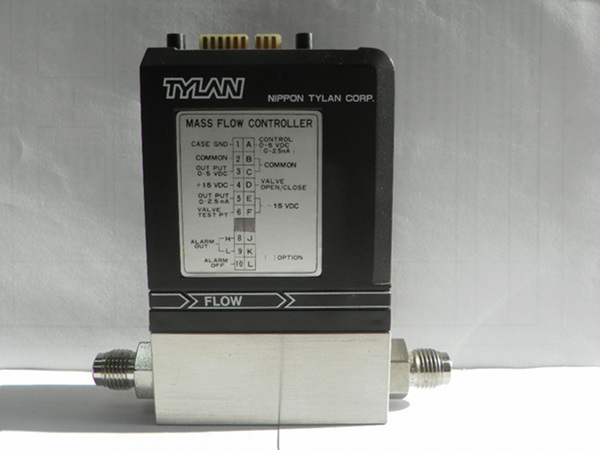 TYLAN
NIPPON TYLAN CORP.
MASS FLOW CONTROLLER
CASE GND 1 A CONTROL
0-5 VDC
(0-2.5mA)
COMMON 2 B
COMMON
OUT PUT 3 C
0-5 VDC
+15 VDC 4 D VALVE
OPEN/CLOSE
OUT PUT 5 E
0-2.5mA
-15 VDC
VALVE 6 F
TEST PT
ALARM H 8 J
OUT L 9 K
( ) OPTION
ALARM 10 L
OFF
FLOW